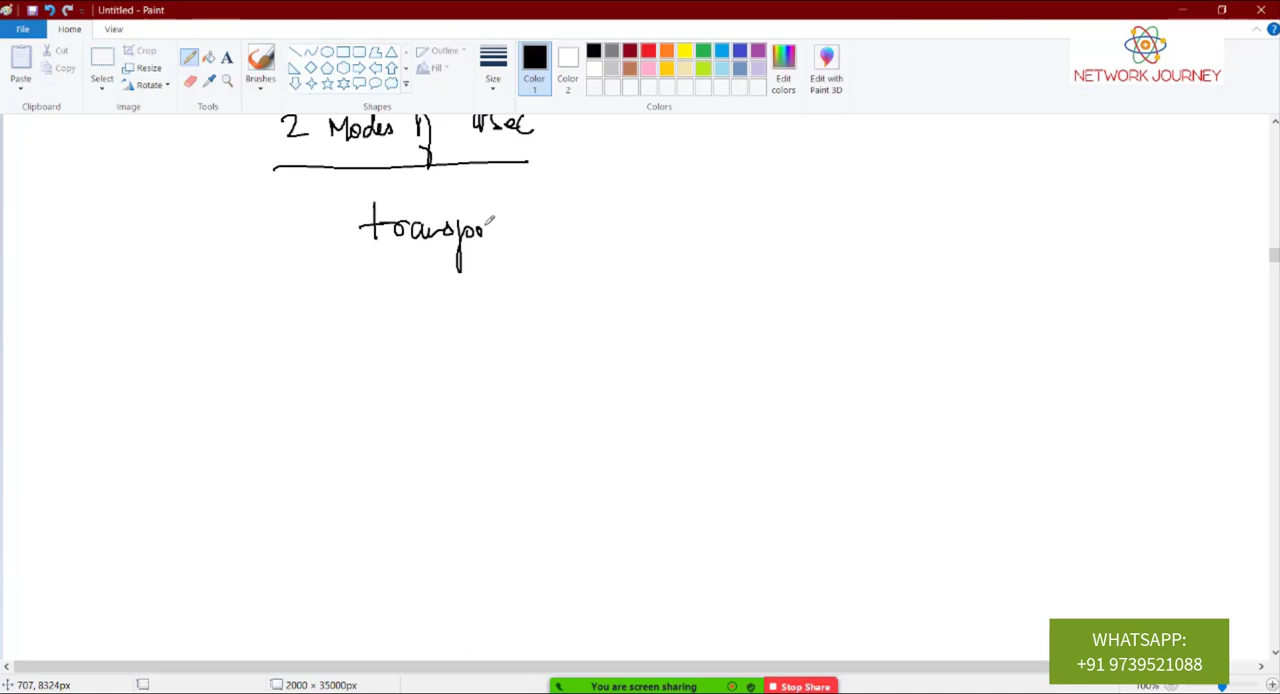 Untitled - Paint
File Home View
Paste
Cut
Copy
Clipboard
Select
Crop
Resize
Rotate
Image
Tools
Brushes
Shapes
Outline
Fill
Size
Color 1
Color 2
Colors
Edit colors
Edit with Paint 3D
NETWORK JOURNEY
2 Modes
transpo
WHATSAPP:
+91 9739521088
707, 8324px
2000 × 35000px
You are screen sharing
Stop Share
100%